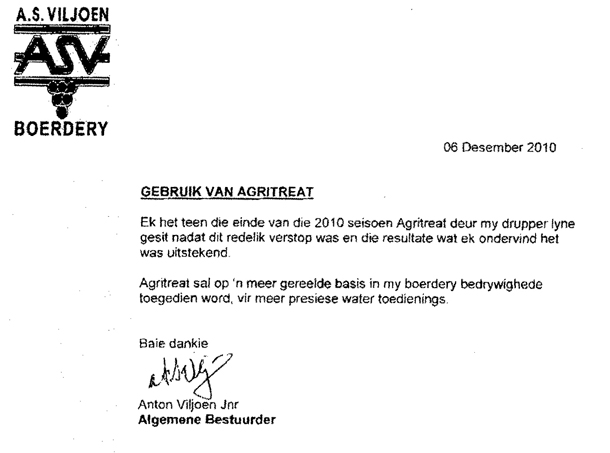 A.S. VILJOEN
ASV
BOERDERY
06 Desember 2010
GEBRUIK VAN AGRITREAT
Ek het teen die einde van die 2010 seisoen Agritreat deur my drupper lyne
gesit nadat dit redelik verstop was en die resultate wat ek ondervind het
was uitstekend.
Agritreat sal op 'n meer gereelde basis in my boerdery bedrywighede
toegedien word, vir meer presiese water toedienings.
Baie dankie
Anton Viljoen Jnr
Algemene Bestuurder